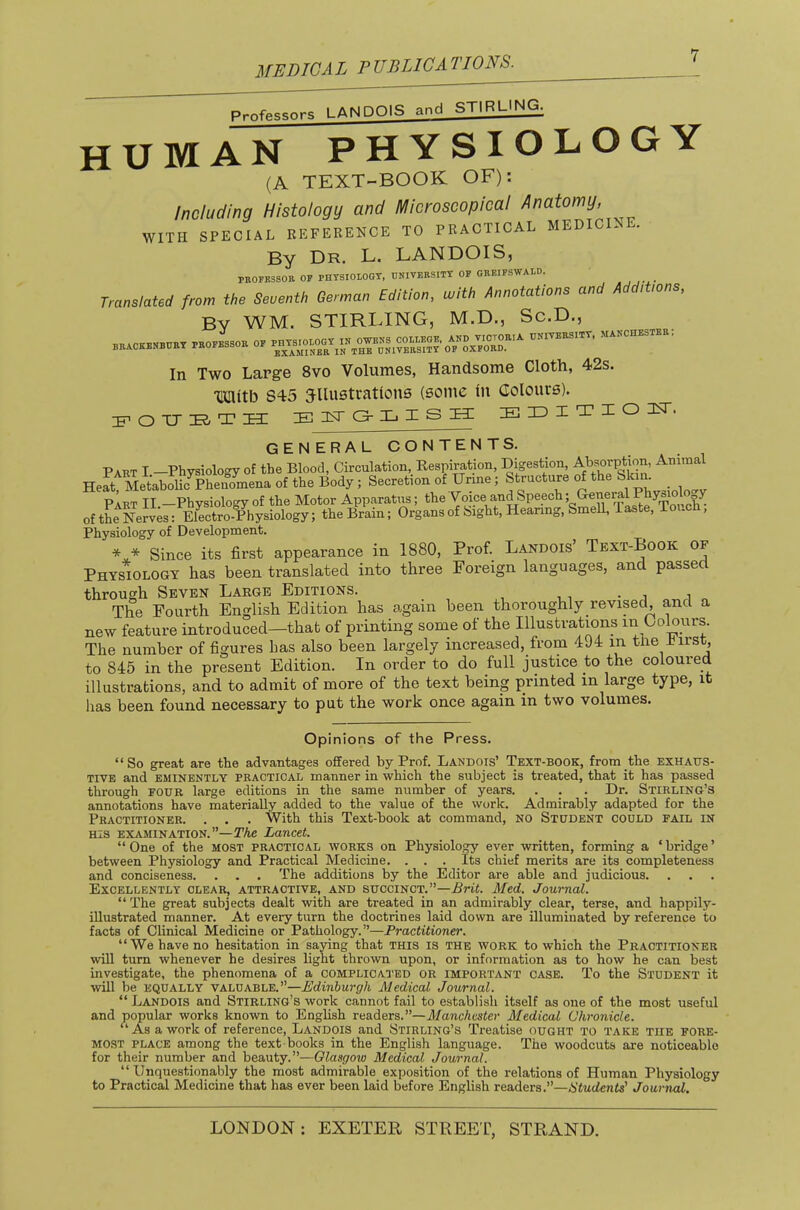 MEDICAL PUBLICATIONS. 7
Professors LANDOIS and STIRLING.
HUMAN PHYSIOLOGY
(A TEXT-BOOK OF):
Including Histology and Microscopical Anatomy,
WITH SPECIAL REFERENCE TO PRACTICAL MEDICINE.
By DR. L. LANDOIS,
PROFESSOR OF PHYSIOLOGY, UNIVERSITY OF GREIFSWALD.
Translated from the Seventh German Edition, with Annotations and Additions,
By WM. STIRLING, M.D., Sc.D.,
BRACKENBURY PROFESSOR OF PHYSIOLOGY IN OWENS COLLEGE, AND VICTORIA UNIVERSITY, MANCHESTER;
EXAMINER IN THE UNIVERSITY OF OXFORD.
In Two Large 8vo Volumes, Handsome Cloth, 42s.
With 845 Illustrations (some in Colours).
FOURTH ENGLISH EDITION.
GENERAL CONTENTS.
PART I.—Physiology of the Blood, Circulation, Respiration, Digestion, Absorption, Animal
Heat, Metabolic Phenomena of the Body; Secretion of Urine; Structure of the Skin.
PART II.—Physiology of the Motor Apparatus; the Voice and Speech; General Physiology
of the Nerves: Electro-Physiology; the Brain; Organs of Sight, Hearing, Smell, Taste, Touch;
Physiology of Development.
*.* Since its first appearance in 1880, Prof. LANDOIS' TEXT-BOOK OF
PHYSIOLOGY has been translated into three Foreign languages, and passed
through SEVEN LARGE EDITIONS.
The Fourth English Edition has again been thoroughly revised, and a
new feature introduced—that of printing some of the Illustrations in Colours.
The number of figures has also been largely increased, from 494 in the First,
to 845 in the present Edition. In order to do full justice to the coloured
illustrations, and to admit of more of the text being printed in large type, it
has been found necessary to put the work once again in two volumes.
Opinions of the Press.
"So great are the advantages offered by Prof. LANDOIS' TEXT-BOOK, from the EXHAUS-
TIVE and EMINENTLY PRACTICAL manner in which the subject is treated, that it has passed
through FOUR large editions in the same number of years. . . . Dr. STIRLING'S
annotations have materially added to the value of the work. Admirably adapted for the
PRACTITIONER. . . . With this Text-book at command, NO STUDENT COULD FAIL IN
HIS EXAMINATION."—The Lancet.
"One of the MOST PRACTICAL WORKS on Physiology ever written, forming a 'bridge'
between Physiology and Practical Medicine. . . . Its chief merits are its completeness
and conciseness. . . . The additions by the Editor are able and judicious. . . .
EXCELLENTLY CLEAR, ATTRACTIVE, AND SUCCINCT."—Brit. Med. Journal.
"The great subjects dealt with are treated in an admirably clear, terse, and happily-
illustrated manner. At every turn the doctrines laid down are illuminated by reference to
facts of Clinical Medicine or Pathology."—Practitioner.
"We have no hesitation in saying that THIS IS THE WORK to which the PRACTITIONER
will turn whenever he desires light thrown upon, or information as to how he can best
investigate, the phenomena of a COMPLICATED OR IMPORTANT CASE. To the STUDENT it
will be EQUALLY VALUABLE."—Edinburgh Medical Journal.
"LANDOIS and STIRLING's work cannot fail to establish itself as one of the most useful
and popular works known to English readers."—Manchester Medical Chronicle.
"As a work of reference, LANDOIS and STIRLING'S Treatise OUGHT TO TAKE THE FORE-
MOST PLACE among the text-books in the English language. The woodcuts are noticeable
for their number and beauty."—Glasgow Medical Journal.
"Unquestionably the most admirable exposition of the relations of Human Physiology
to Practical Medicine that has ever been laid before English readers."—Students' Journal.
LONDON: EXETER STREET, STRAND.